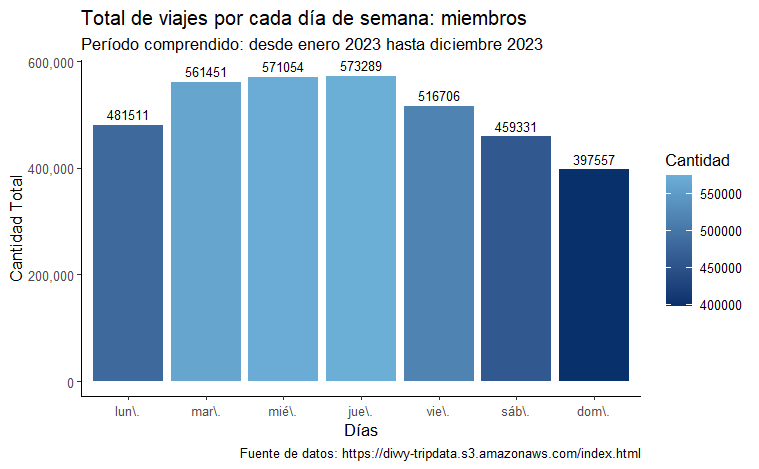 Total de viajes por cada día de semana: miembros
Período comprendido: desde enero 2023 hasta diciembre 2023
600,000
400,000
200,000
0
Cantidad Total
481511
561451
571054
573289
516706
459331
397557
lun\.
mar\.
mié\.
jue\.
vie\.
sáb\.
dom\.
Días
Cantidad
550000
500000
450000
400000
Fuente de datos: https://divvy-tripdata.s3.amazonaws.com/index.html